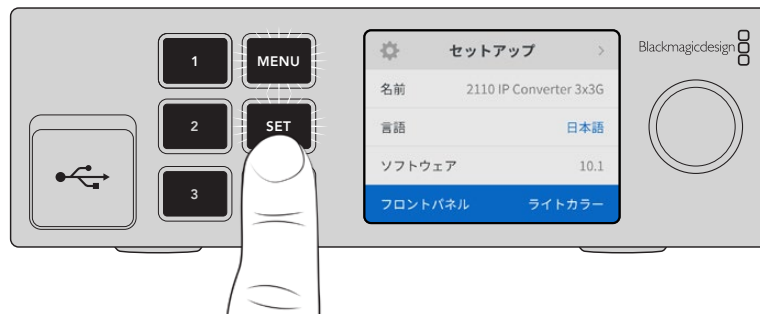 1
MENU
2
SET
3
セットアップ
名前 2110 IP Converter 3x3G
言語 日本語
ソフトウェア 10.1
フロントパネル ライトカラー
Blackmagicdesign